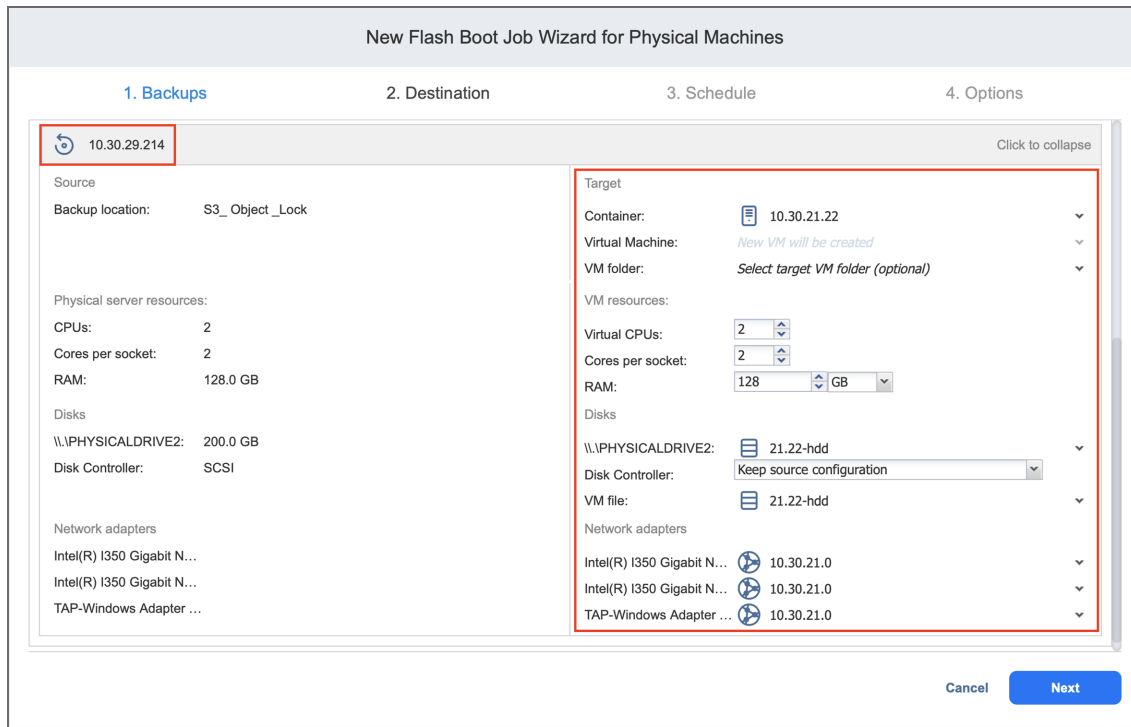 New Flash Boot Job Wizard for Physical Machines
1. Backups
2. Destination
3. Schedule
4. Options
10.30.29.214
Click to collapse
Source
Backup location: S3_ Object _Lock
Target
Container: 10.30.21.22
Virtual Machine: New VM will be created
VM folder: Select target VM folder (optional)
Physical server resources:
CPUs: 2
Cores per socket: 2
RAM: 128.0 GB
VM resources:
Virtual CPUs: 2
Cores per socket: 2
RAM: 128 GB
Disks
\\.\PHYSICALDRIVE2: 200.0 GB
Disk Controller: SCSI
Disks
\\.\PHYSICALDRIVE2: 21.22-hdd
Disk Controller: Keep source configuration
VM file: 21.22-hdd
Network adapters
Intel(R) I350 Gigabit N...
Intel(R) I350 Gigabit N...
TAP-Windows Adapter ...
Network adapters
Intel(R) I350 Gigabit N... 10.30.21.0
Intel(R) I350 Gigabit N... 10.30.21.0
TAP-Windows Adapter ... 10.30.21.0
Cancel
Next